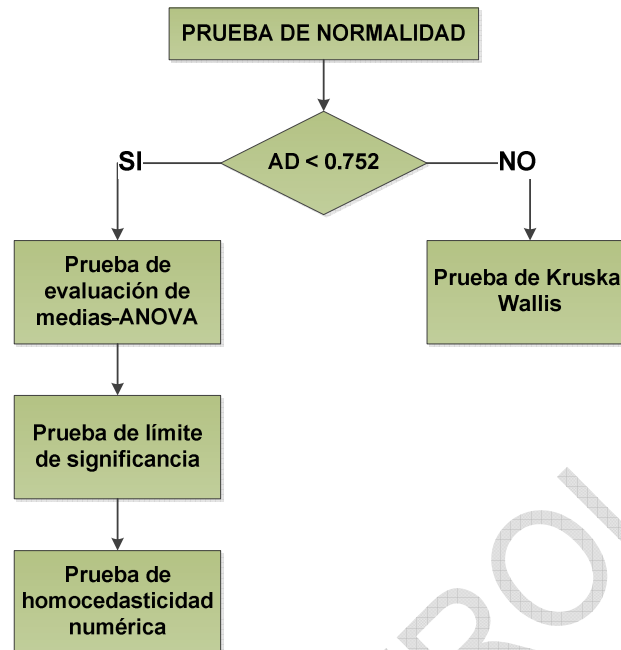 PRUEBA DE NORMALIDAD
SI
AD < 0.752
NO
Prueba de
evaluación de
medias-ANOVA
Prueba de Kruska
Wallis
Prueba de límite
de significancia
Prueba de
homocedasticidad
numérica